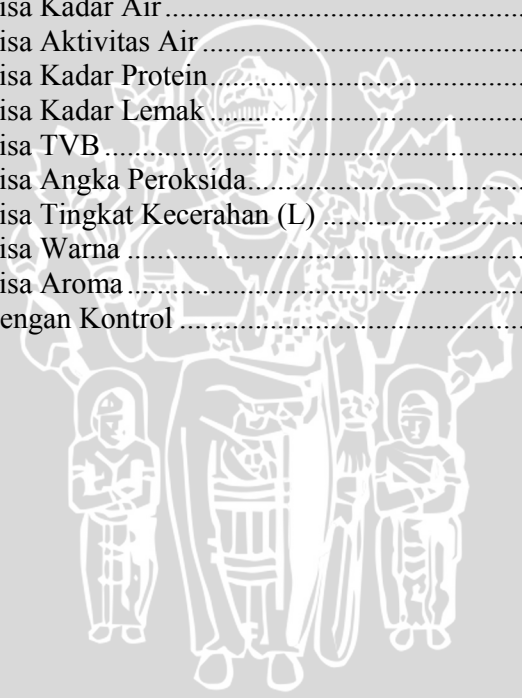 isa Kadar Air........................................
isa Aktivitas Air....................................
isa Kadar Protein..................................
isa Kadar Lemak..................................
isa TVB................................................
isa Angka Peroksida.............................
isa Tingkat Kecerahan (L) ...................
isa Warna ............................................
isa Aroma............................................
engan Kontrol .....................................